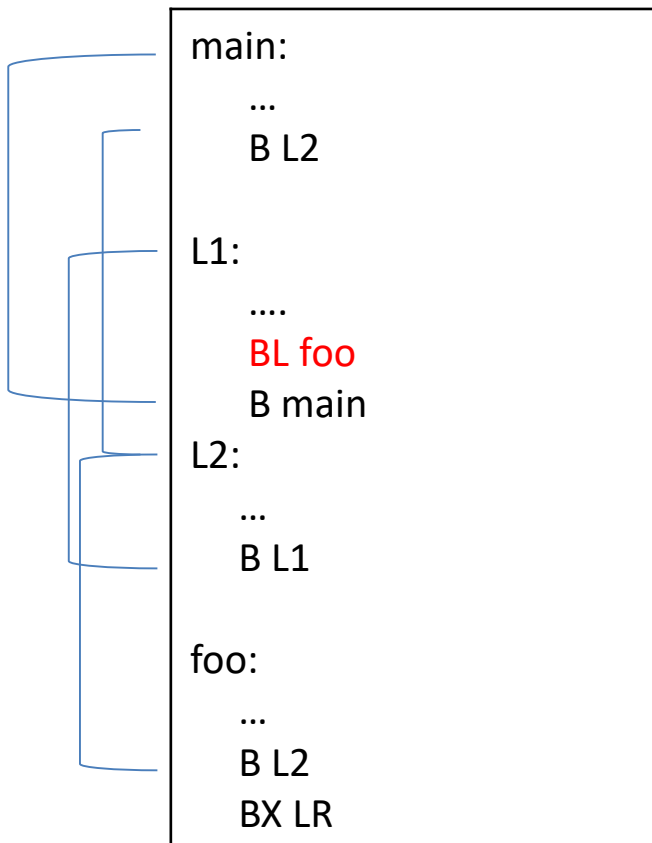 main:
...
B L2
L1:
....
BL foo
B main
L2:
...
B L1
foo:
...
B L2
BX LR